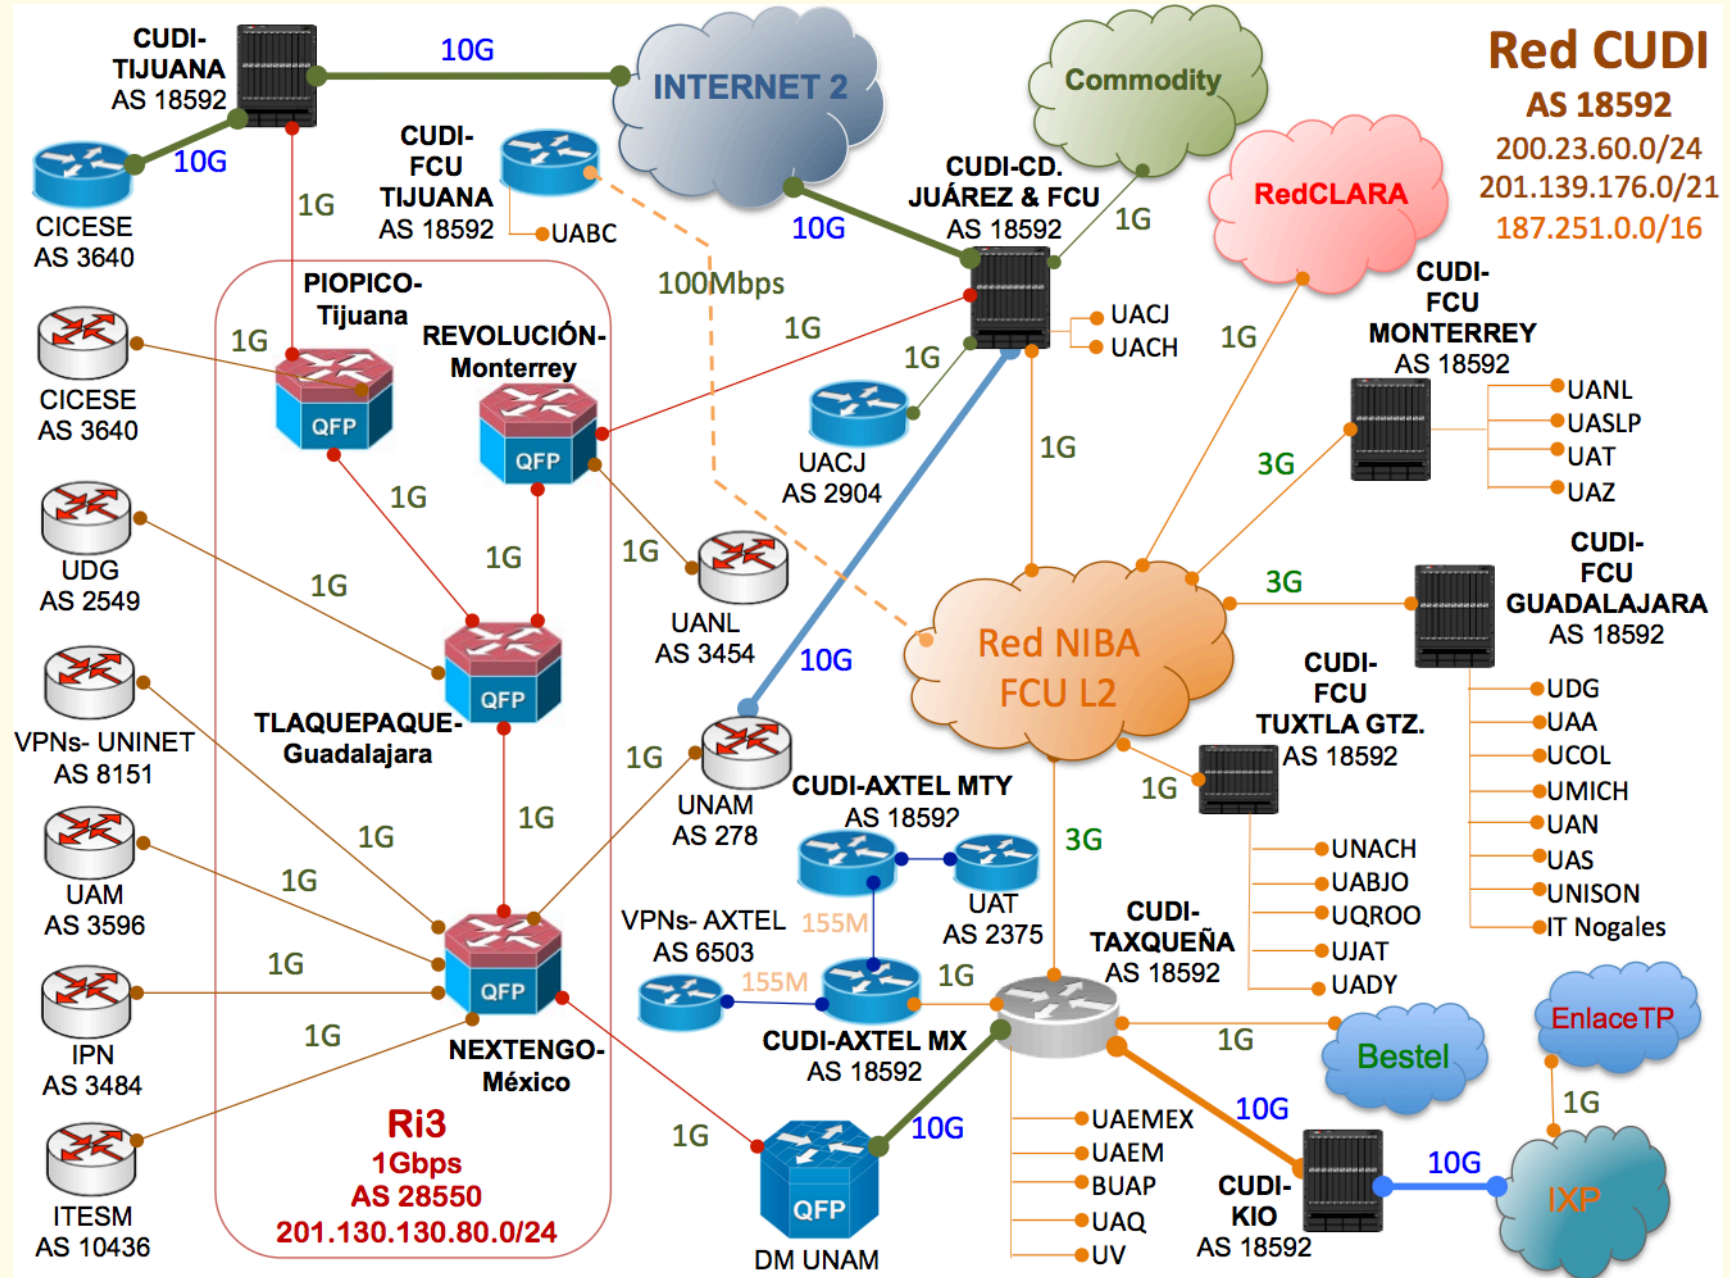 CUDI-
TIJUANA
AS 18592
10G
INTERNET 2
Commodity
Red CUDI
AS 18592
200.23.60.0/24
201.139.176.0/21
187.251.0.0/16
10G
CICESE
AS 3640
1G
CUDI-
FCU
TIJUANA
AS 18592
UABC
10G
CUDI-CD.
JUÁREZ & FCU
AS 18592
1G
RedCLARA
100Mbps
1G
UACJ
UACH
1G
UACJ
AS 2904
1G
1G
CUDI-
FCU
MONTERREY
AS 18592
3G
UANL
UASLP
UAT
UAZ
PIOPICO-
Tijuana
1G
QFP
CICESE
AS 3640
REVOLUCIÓN-
Monterrey
QFP
1G
1G
1G
UANL
AS 3454
UDG
AS 2549
1G
QFP
TLAQUEPAQUE-
Guadalajara
10G
Red NIBA
FCU L2
3G
CUDI-
FCU
GUADALAJARA
AS 18592
UDG
UAA
UCOL
UMICH
UAN
UAS
UNISON
IT Nogales
CUDI-
FCU
TUXTLA GTZ.
AS 18592
1G
UNACH
UABJO
UQROO
UJAT
UADY
VPNs- UNINET
AS 8151
1G
1G
1G
UNAM
AS 278
CUDI-AXTEL MTY
AS 18592
UAT
AS 2375
155M
3G
UAM
AS 3596
1G
VPNs- AXTEL
AS 6503
155M
1G
CUDI-AXTEL MX
AS 18592
CUDI-
TAXQUEÑA
AS 18592
IPN
AS 3484
1G
QFP
NEXTENGO-
México
1G
ITESM
AS 10436
Ri3
1Gbps
AS 28550
201.130.130.80.0/24
1G
QFP
DM UNAM
10G
UAEMEX
UAEM
BUAP
UAQ
UV
1G
Bestel
EnlaceTP
1G
10G
CUDI-
KIO
AS 18592
10G
IXP